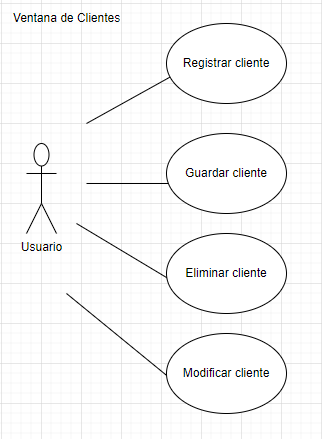 Ventana de Clientes
Registrar cliente
Guardar cliente
Usuario
Eliminar cliente
Modificar cliente